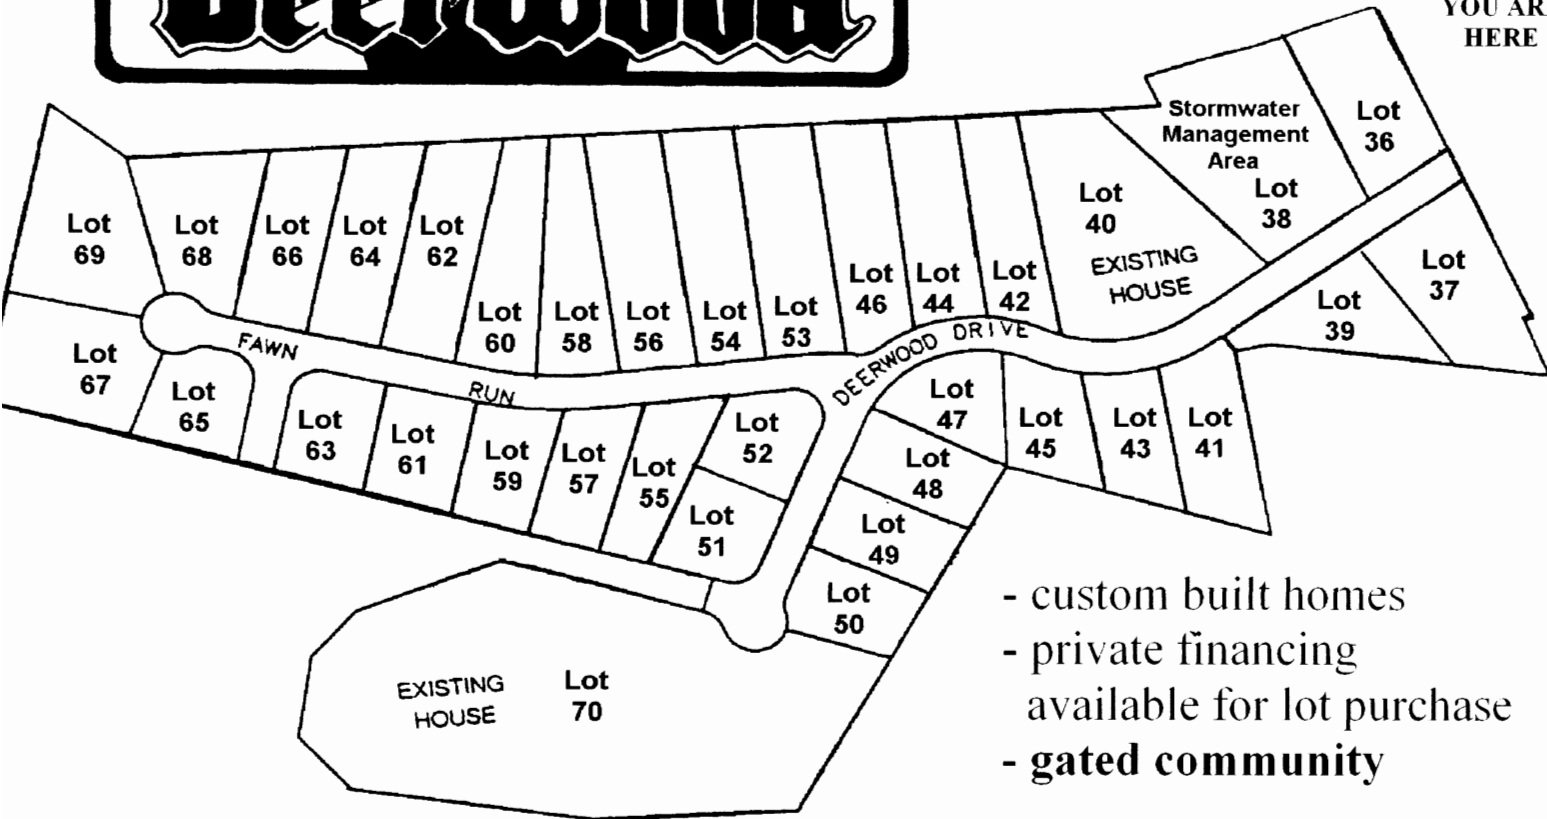 Deerwood
YOU ARE
HERE
Stormwater
Management
Area
Lot
38
Lot
36
Lot
40
EXISTING
HOUSE
Lot
37
Lot
39
Lot
69
Lot
68
Lot
66
Lot
64
Lot
62
Lot
60
Lot
58
Lot
56
Lot
54
Lot
53
Lot
46
Lot
44
Lot
42
FAWN
RUN
DEERWOOD DRIVE
Lot
67
Lot
65
Lot
63
Lot
61
Lot
59
Lot
57
Lot
55
Lot
52
Lot
51
Lot
47
Lot
45
Lot
43
Lot
41
Lot
48
Lot
49
Lot
50
EXISTING
HOUSE
Lot
70
- custom built homes
- private financing
available for lot purchase
- gated community